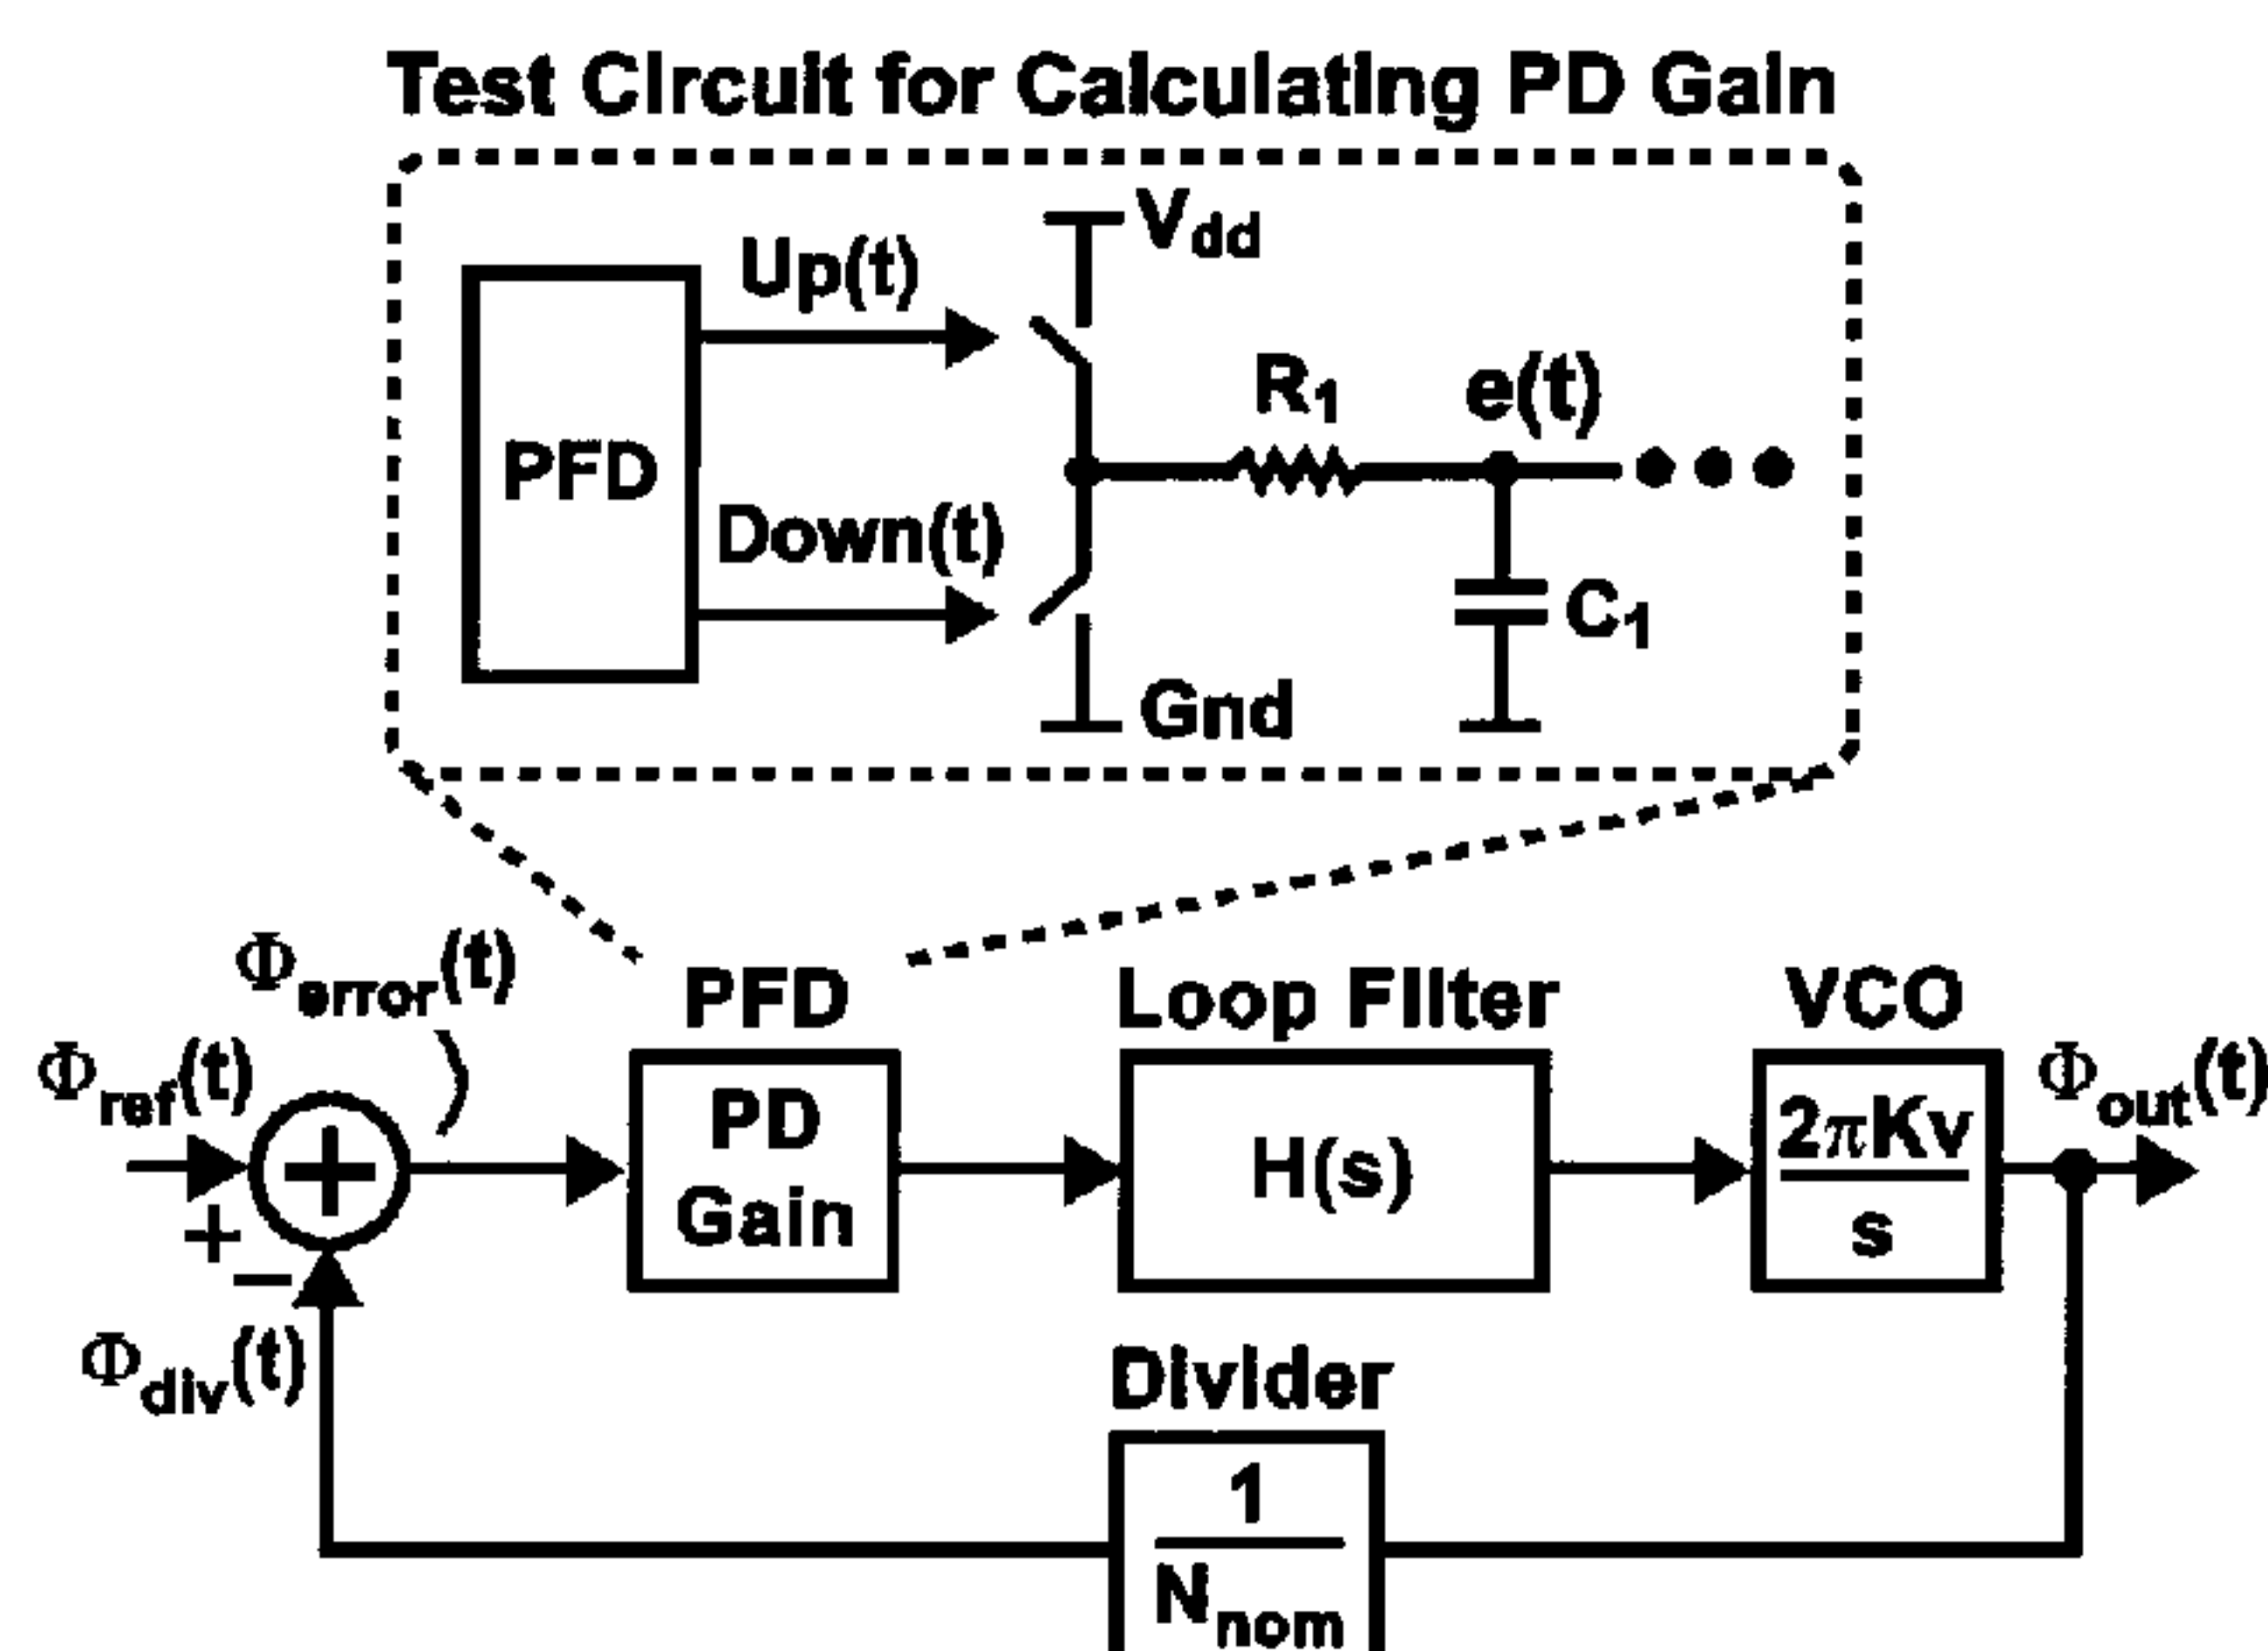 Test Circuit for Calculating PD Gain
Vdd
Up(t)
R1
e(t)
PFD
Down(t)
C1
Gnd
Φerror(t)
PFD
Loop Filter
VCO
Φref(t)
Φout(t)
PD
Gain
H(s)
2πKv
s
+
+
−
Φdiv(t)
Divider
1
Nnom